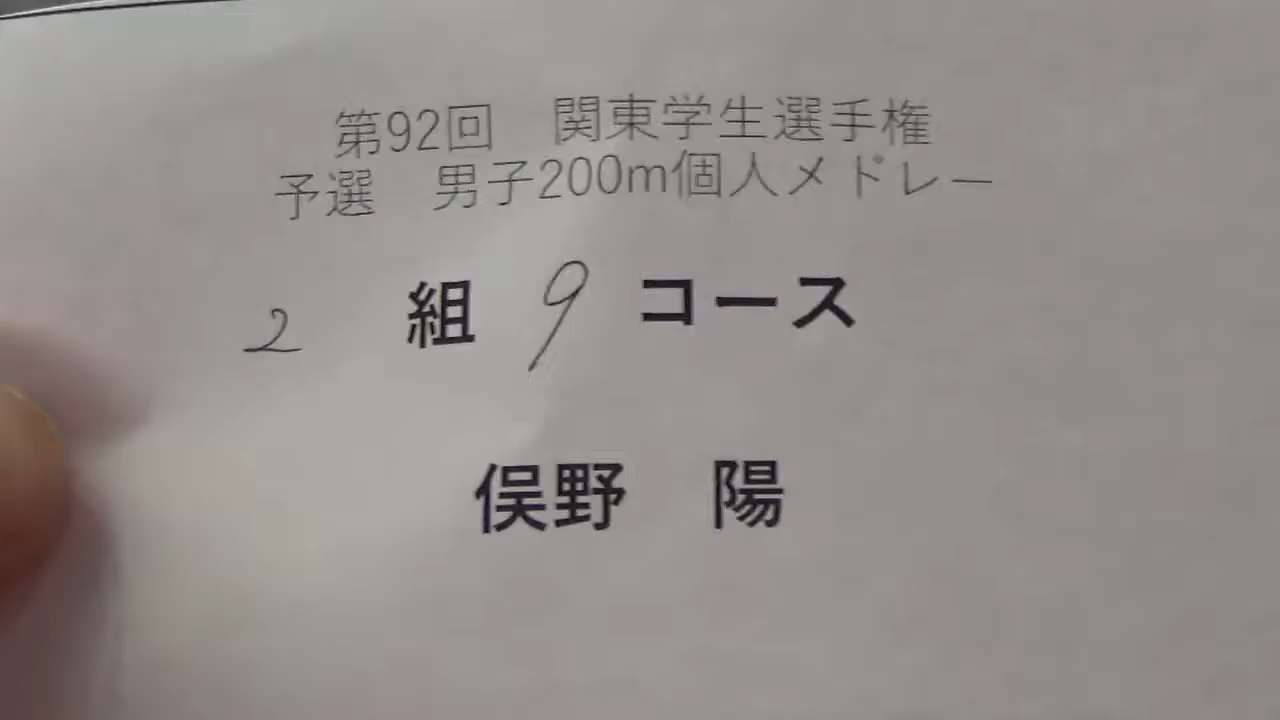 第92回 関東学生選手権
予選 男子200m個人メドレー
2 組 9 コース
俣野 陽